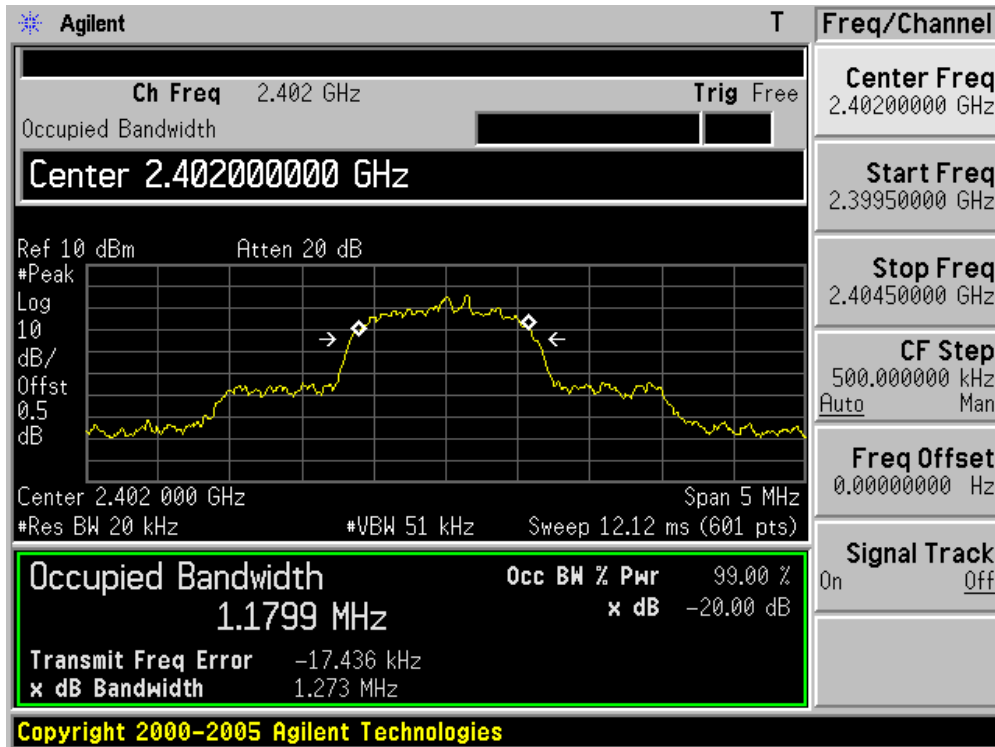 Agilent T
Ch Freq 2.402 GHz Trig Free
Occupied Bandwidth
Center 2.402000000 GHz
Ref 10 dBm Atten 20 dB
#Peak
Log
10
dB/
Offst
0.5
dB
Center 2.402 000 GHz Span 5 MHz
#Res BW 20 kHz #VBW 51 kHz Sweep 12.12 ms (601 pts)
Occupied Bandwidth Occ BW % Pwr 99.00 %
1.1799 MHz x dB -20.00 dB
Transmit Freq Error -17.436 kHz
x dB Bandwidth 1.273 MHz
Copyright 2000-2005 Agilent Technologies
Freq/Channel
Center Freq
2.40200000 GHz
Start Freq
2.39950000 GHz
Stop Freq
2.40450000 GHz
CF Step
500.000000 kHz
Auto Man
Freq Offset
0.00000000 Hz
Signal Track
On Off